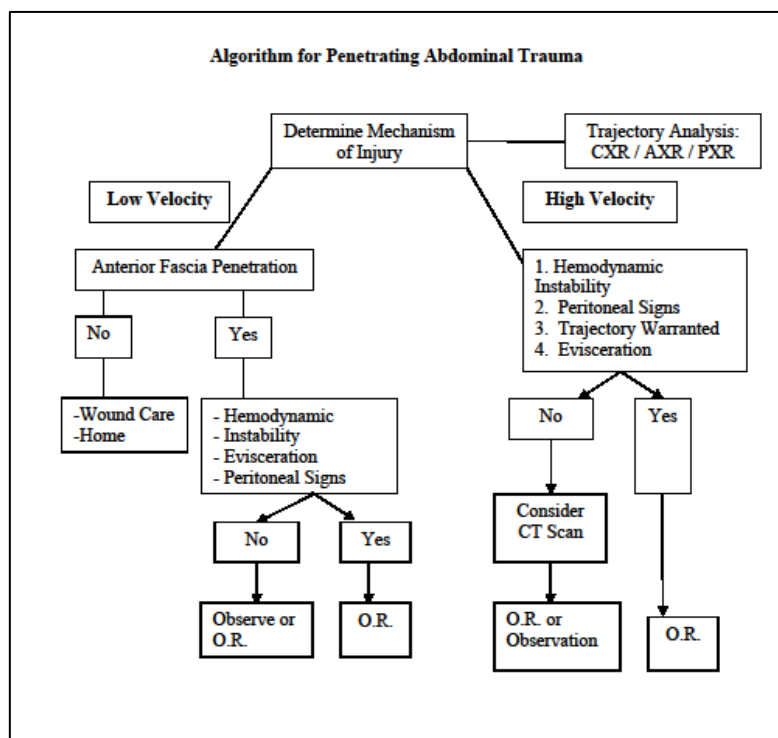 Algorithm for Penetrating Abdominal Trauma
Determine Mechanism
of Injury
Trajectory Analysis:
CXR / AXR / PXR
Low Velocity
High Velocity
Anterior Fascia Penetration
1. Hemodynamic
Instability
2. Peritoneal Signs
3. Trajectory Warranted
4. Evisceration
No
Yes
-Wound Care
-Home
- Hemodynamic
- Instability
- Evisceration
- Peritoneal Signs
No
Yes
No
Yes
Observe or
O.R.
O.R.
Consider
CT Scan
O.R. or
Observation
O.R.